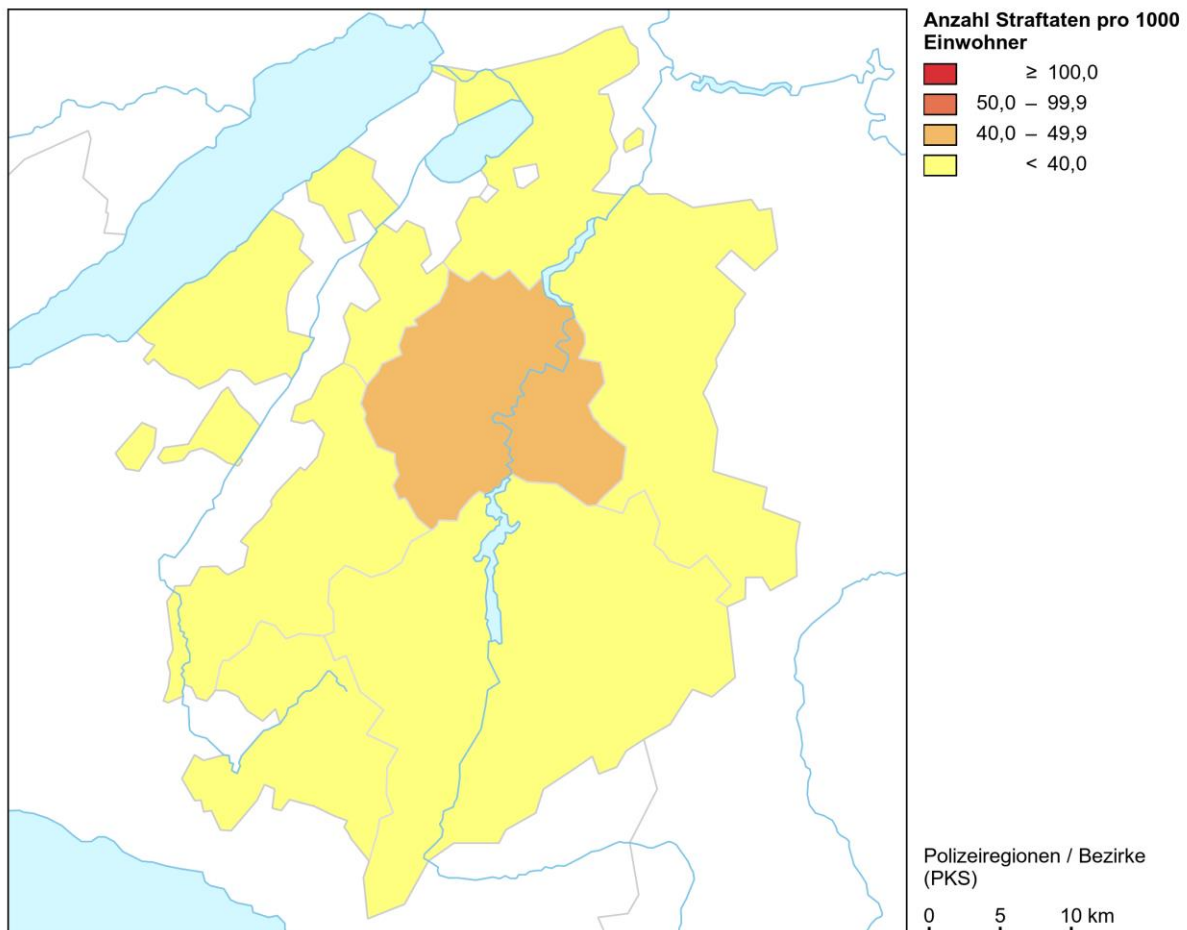 Anzahl Straftaten pro 1000
Einwohner
≥ 100,0
50,0 – 99,9
40,0 – 49,9
< 40,0
Polizeiregionen / Bezirke
(PKS)
0 5 10 km